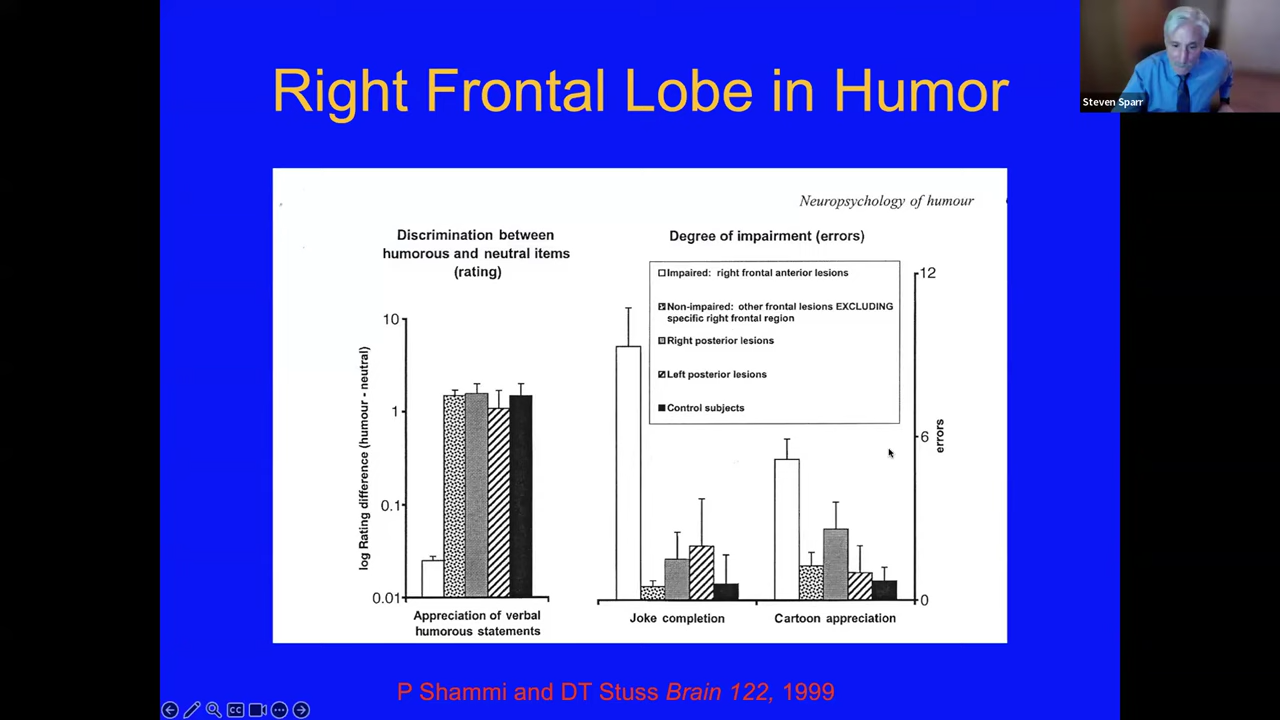 Right Frontal Lobe in Humor
Steven Sparr
Neuropsychology of humour
Discrimination between
humorous and neutral items
(rating)
Degree of impairment (errors)
Impaired: right frontal anterior lesions
Non-impaired: other frontal lesions EXCLUDING
specific right frontal region
Right posterior lesions
Left posterior lesions
Control subjects
log Rating difference (humour - neutral)
10
1
0.1
0.01
12
6
0
errors
Appreciation of verbal
humorous statements
Joke completion
Cartoon appreciation
P Shammi and DT Stuss Brain 122, 1999
CC